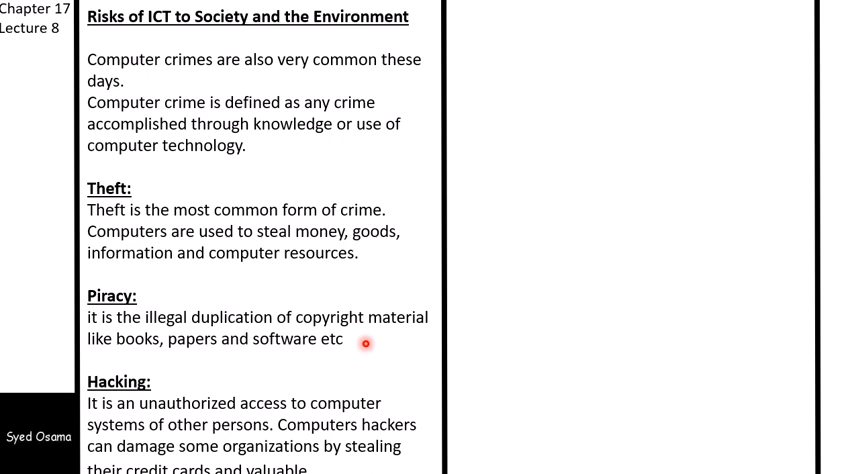 Chapter 17
Lecture 8
Risks of ICT to Society and the Environment
Computer crimes are also very common these
days.
Computer crime is defined as any crime
accomplished through knowledge or use of
computer technology.
Theft:
Theft is the most common form of crime.
Computers are used to steal money, goods,
information and computer resources.
Piracy:
it is the illegal duplication of copyright material
like books, papers and software etc
Hacking:
It is an unauthorized access to computer
systems of other persons. Computers hackers
can damage some organizations by stealing
their credit cards and valuable
Syed Osama